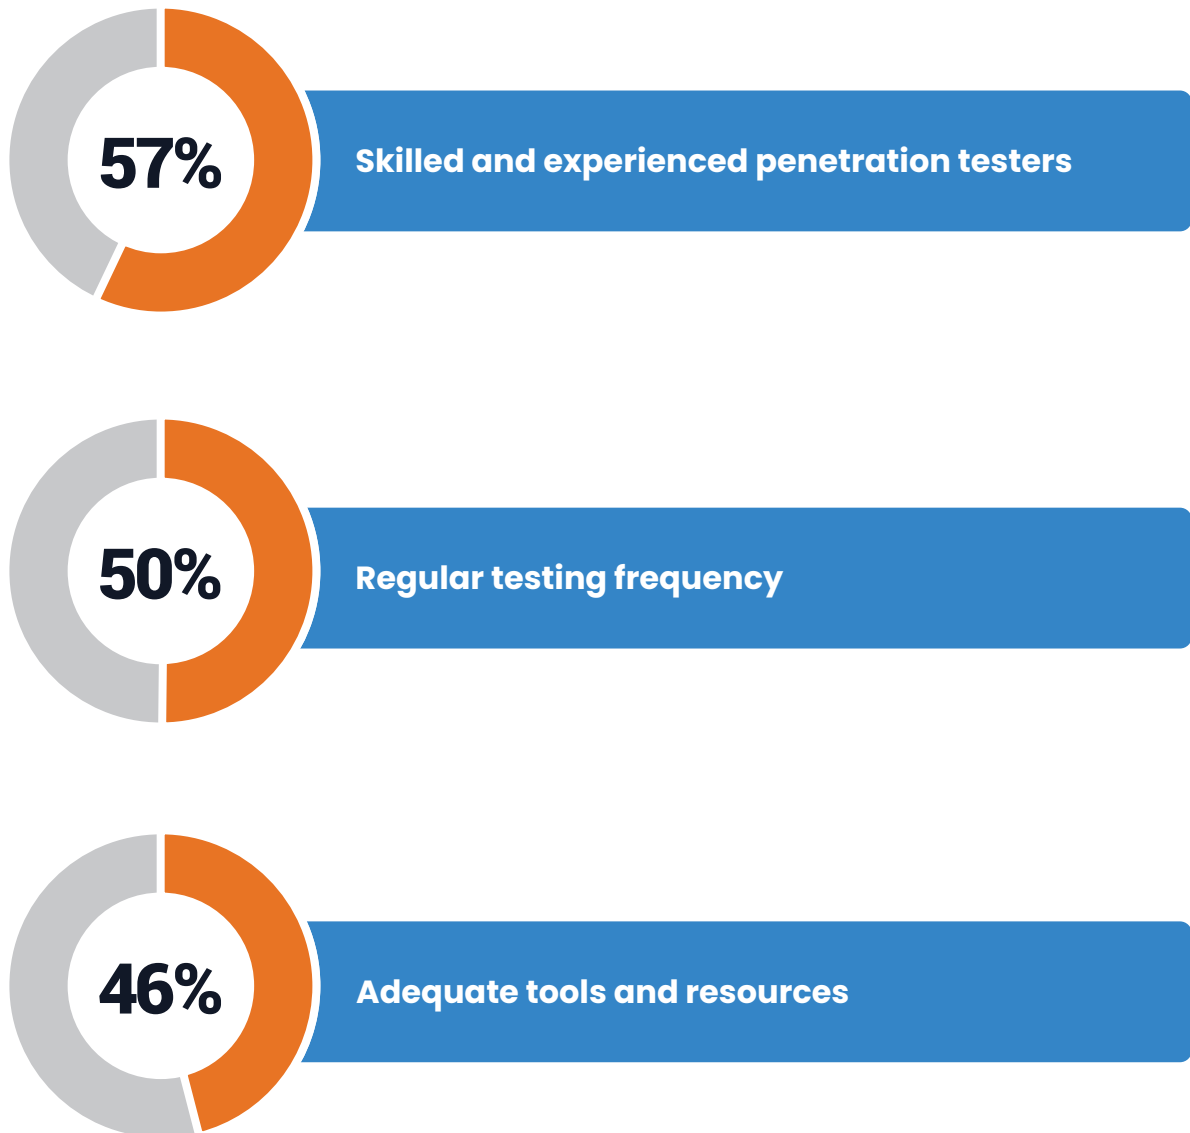 57%
Skilled and experienced penetration testers
50%
Regular testing frequency
46%
Adequate tools and resources